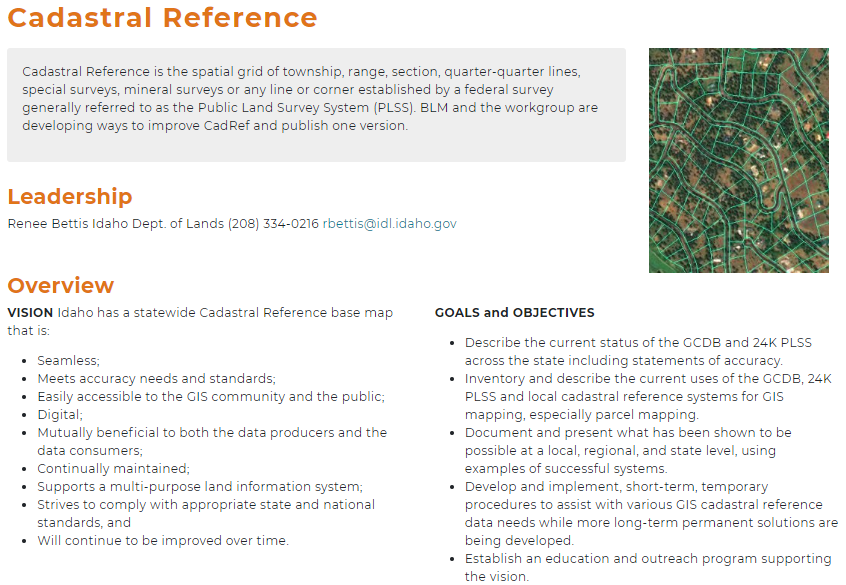 Cadastral Reference
Cadastral Reference is the spatial grid of township, range, section, quarter-quarter lines,
special surveys, mineral surveys or any line or corner established by a federal survey
generally referred to as the Public Land Survey System (PLSS). BLM and the workgroup are
developing ways to improve CadRef and publish one version.
Leadership
Renee Bettis Idaho Dept. of Lands (208) 334-0216 rbettis@idl.idaho.gov
Overview
VISION Idaho has a statewide Cadastral Reference base map
that is:
• Seamless;
• Meets accuracy needs and standards;
• Easily accessible to the GIS community and the public;
• Digital;
• Mutually beneficial to both the data producers and the
data consumers;
• Continually maintained;
• Supports a multi-purpose land information system;
• Strives to comply with appropriate state and national
standards, and
• Will continue to be improved over time.
GOALS and OBJECTIVES
• Describe the current status of the GCDB and 24K PLSS
across the state including statements of accuracy.
• Inventory and describe the current uses of the GCDB, 24K
PLSS and local cadastral reference systems for GIS
mapping, especially parcel mapping.
• Document and present what has been shown to be
possible at a local, regional, and state level, using
examples of successful systems.
• Develop and implement, short-term, temporary
procedures to assist with various GIS cadastral reference
data needs while more long-term permanent solutions are
being developed.
• Establish an education and outreach program supporting
the vision.